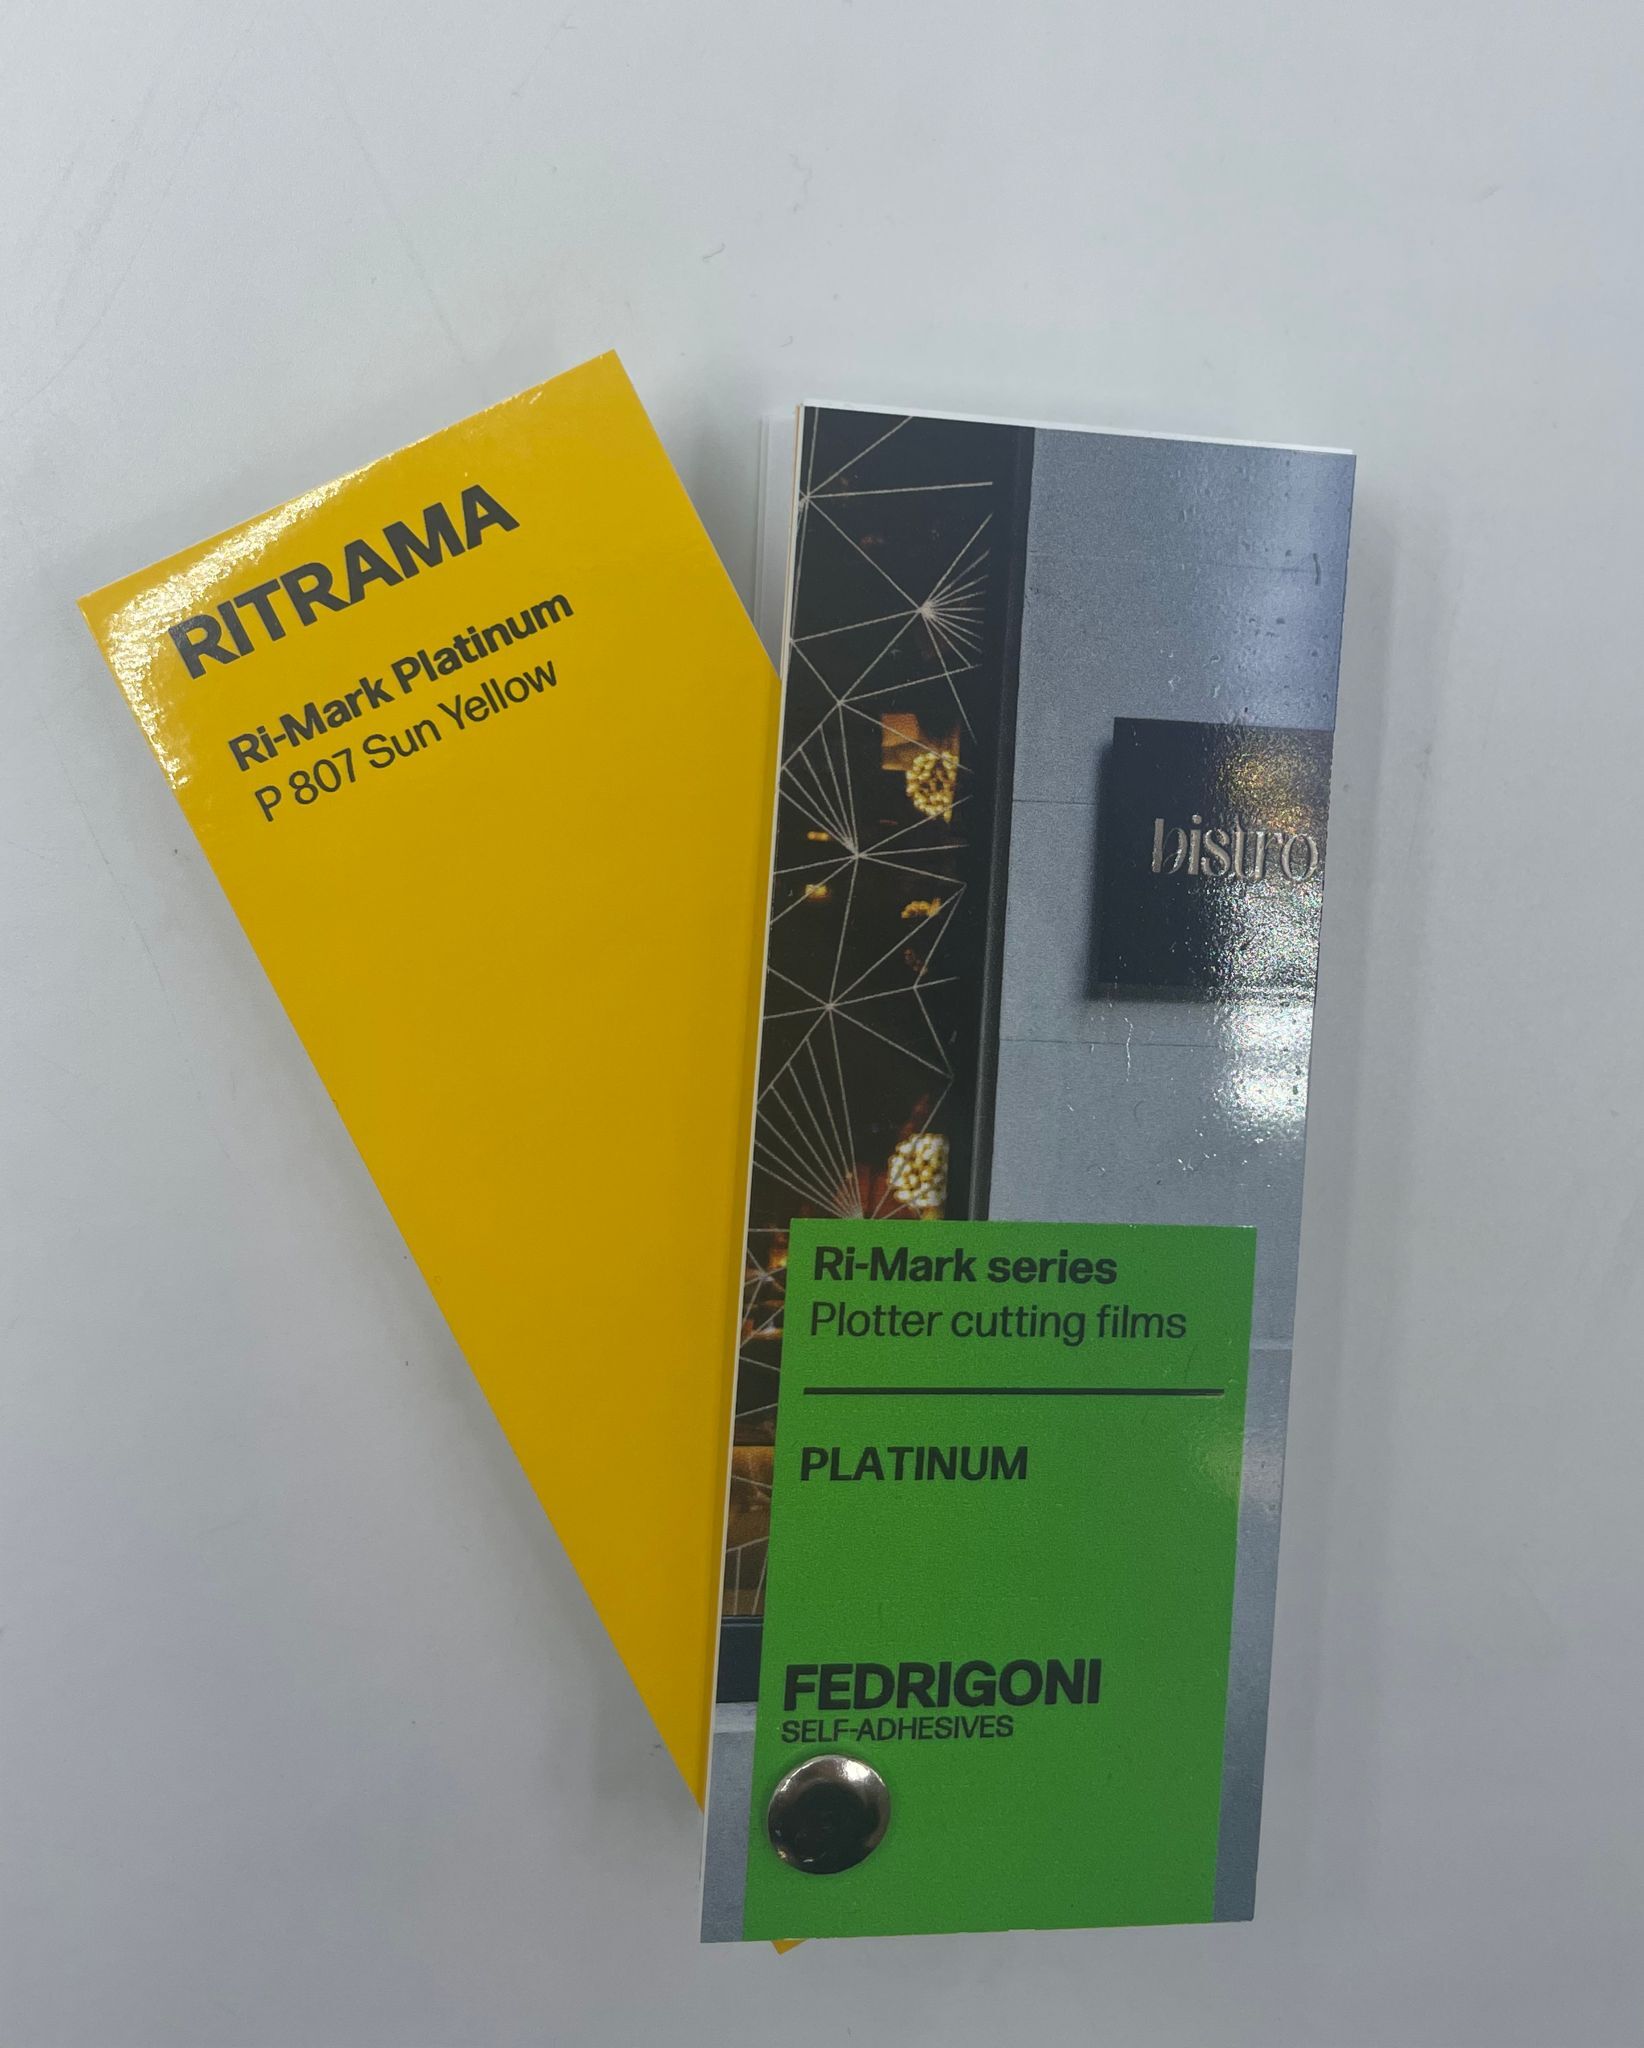 RITRAMA
Ri-Mark Platinum
P 807 Sun Yellow
bistro
Ri-Mark series
Plotter cutting films
PLATINUM
FEDRIGONI
SELF-ADHESIVES